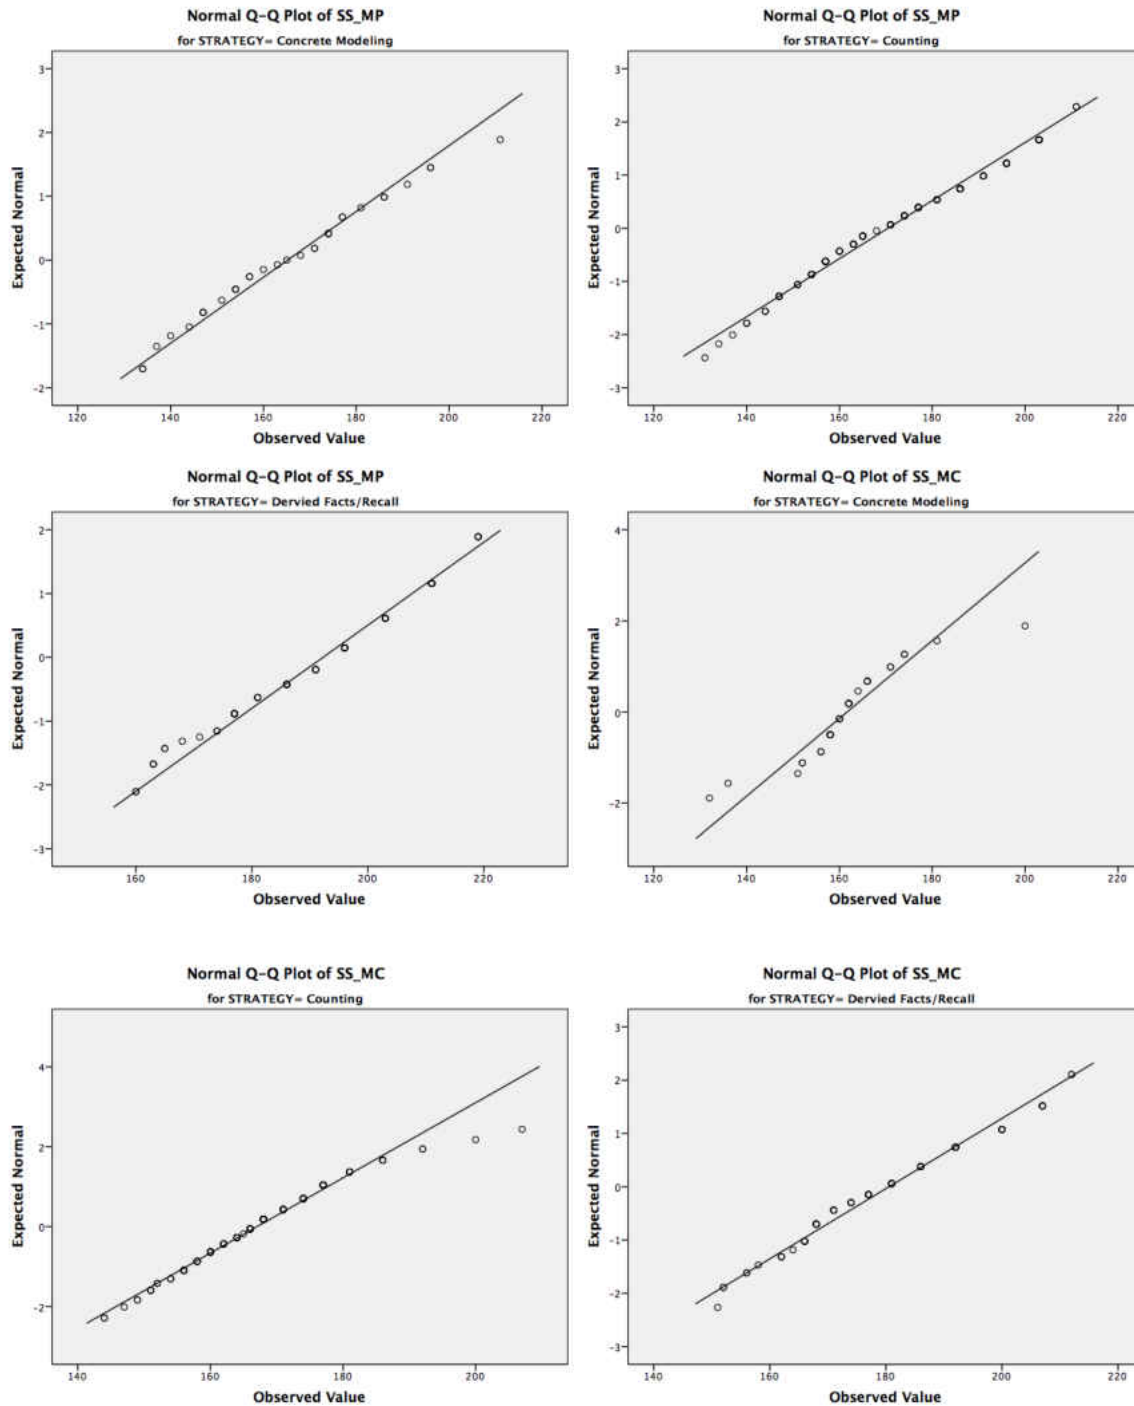 Normal Q-Q Plot of SS_MP
for STRATEGY= Concrete Modeling
3
2
1
0
-1
-2
Expected Normal
120 140 160 180 200 220
Observed Value
Normal Q-Q Plot of SS_MP
for STRATEGY= Counting
3
2
1
0
-1
-2
-3
Expected Normal
120 140 160 180 200 220
Observed Value
Normal Q-Q Plot of SS_MP
for STRATEGY= Dervied Facts/Recall
2
1
0
-1
-2
-3
Expected Normal
160 180 200 220
Observed Value
Normal Q-Q Plot of SS_MC
for STRATEGY= Concrete Modeling
4
2
0
-2
Expected Normal
120 140 160 180 200 220
Observed Value
Normal Q-Q Plot of SS_MC
for STRATEGY= Counting
4
2
0
-2
Expected Normal
140 160 180 200
Observed Value
Normal Q-Q Plot of SS_MC
for STRATEGY= Dervied Facts/Recall
3
2
1
0
-1
-2
-3
Expected Normal
140 160 180 200 220
Observed Value